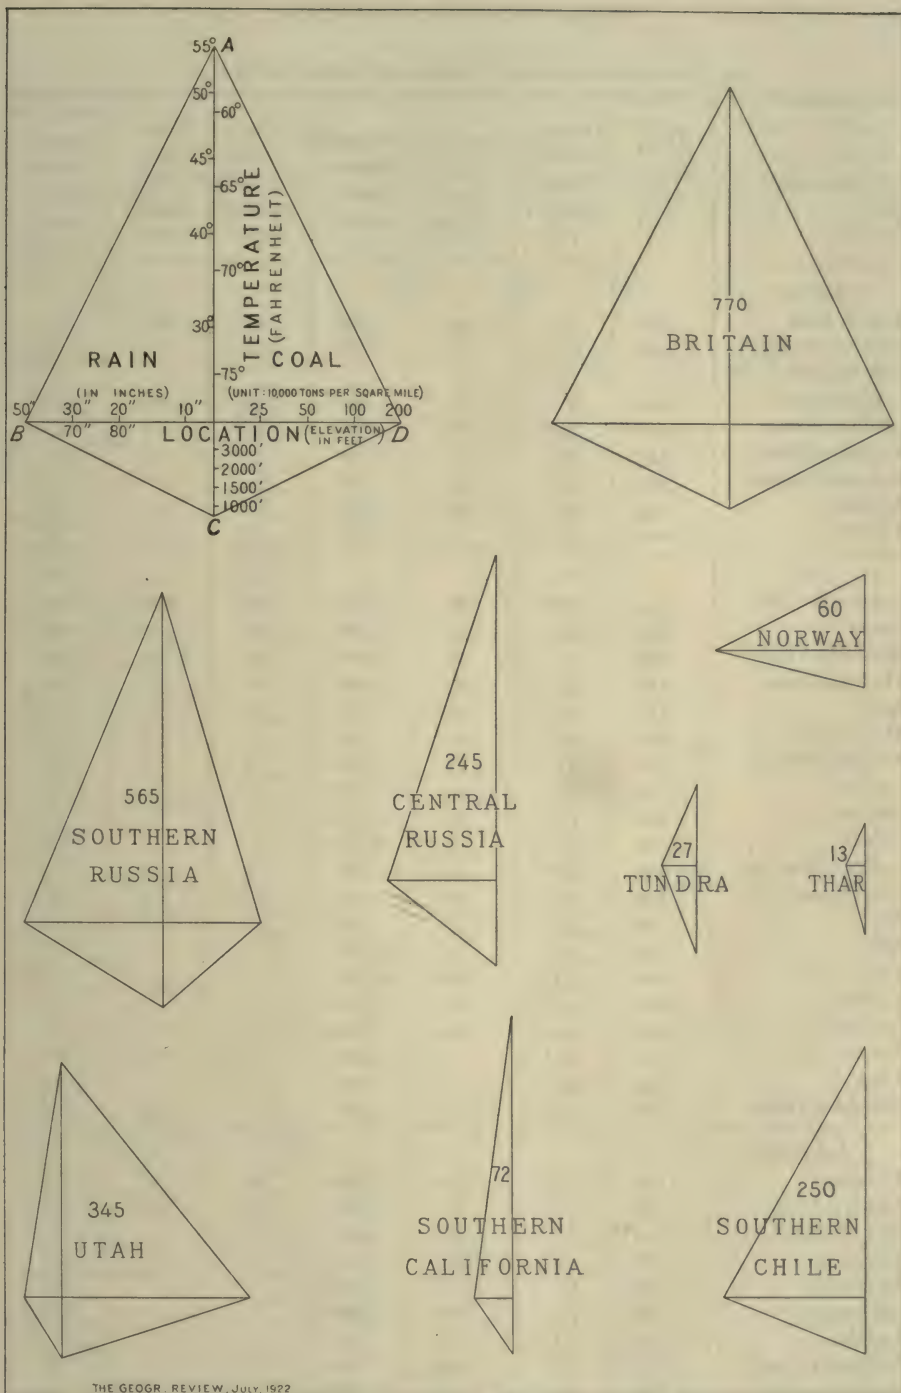 55° A
50°
60°
45°
65°
40°
70°
30°
75°
TEMPERATURE
(FAHRENHEIT)
RAIN
COAL
(IN INCHES)
(UNIT: 10,000 TONS PER SQARE MILE)
50" 30" 20" 10" 25 50 100 200
B 70" 80" LOCATION (ELEVATION IN FEET) D
3000'
2000'
1500'
1000'
C
770
BRITAIN
60
NORWAY
565
SOUTHERN
RUSSIA
245
CENTRAL
RUSSIA
27
TUNDRA
13
THAR
345
UTAH
72
SOUTHERN
CALIFORNIA
250
SOUTHERN
CHILE
THE GEOGR. REVIEW, JULY, 1922